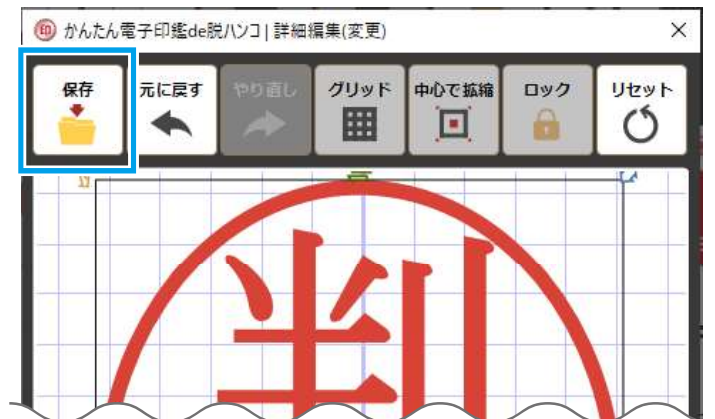 印 かんたん電子印鑑de脱ハンコ | 詳細編集(変更)
保存 元に戻す やり直し グリッド 中心で拡縮 ロック リセット
判